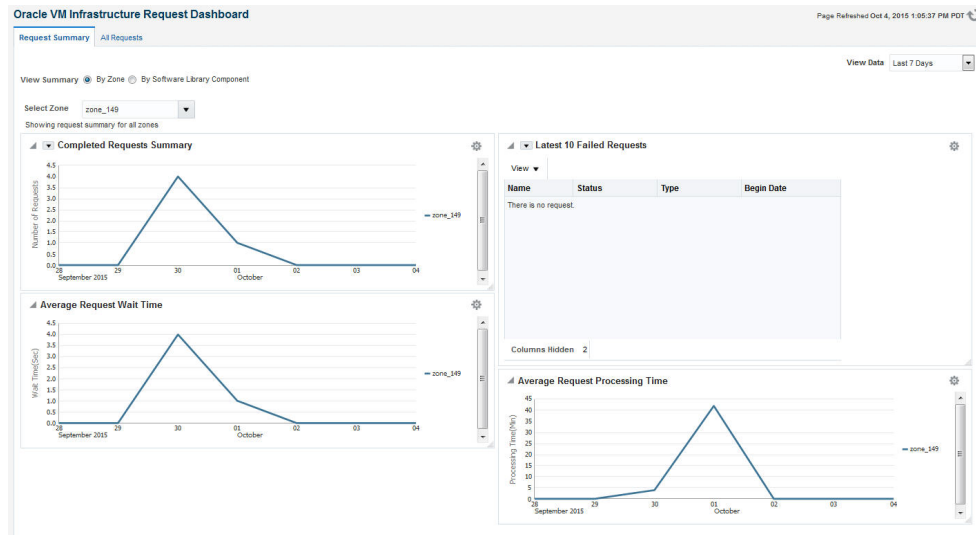 Oracle VM Infrastructure Request Dashboard
Page Refreshed Oct 4, 2015 1:05:37 PM PDT
Request Summary All Requests
View Data Last 7 Days
View Summary By Zone By Software Library Component
Select Zone zone_149
Showing request summary for all zones
Completed Requests Summary
4.5
4.0
3.5
3.0
2.5
2.0
1.5
1.0
0.5
0.0
Number of Requests
28 29 30 01 02 03 04
September 2015 October
zone_149
Average Request Wait Time
4.5
4.0
3.5
3.0
2.5
2.0
1.5
1.0
0.5
0.0
Wait Time(Sec)
28 29 30 01 02 03 04
September 2015 October
zone_149
Latest 10 Failed Requests
View
Name Status Type Begin Date
There is no request.
Columns Hidden 2
Average Request Processing Time
45
40
35
30
25
20
15
10
5
0
Processing Time(Min)
28 29 30 01 02 03 04
September 2015 October
zone_149